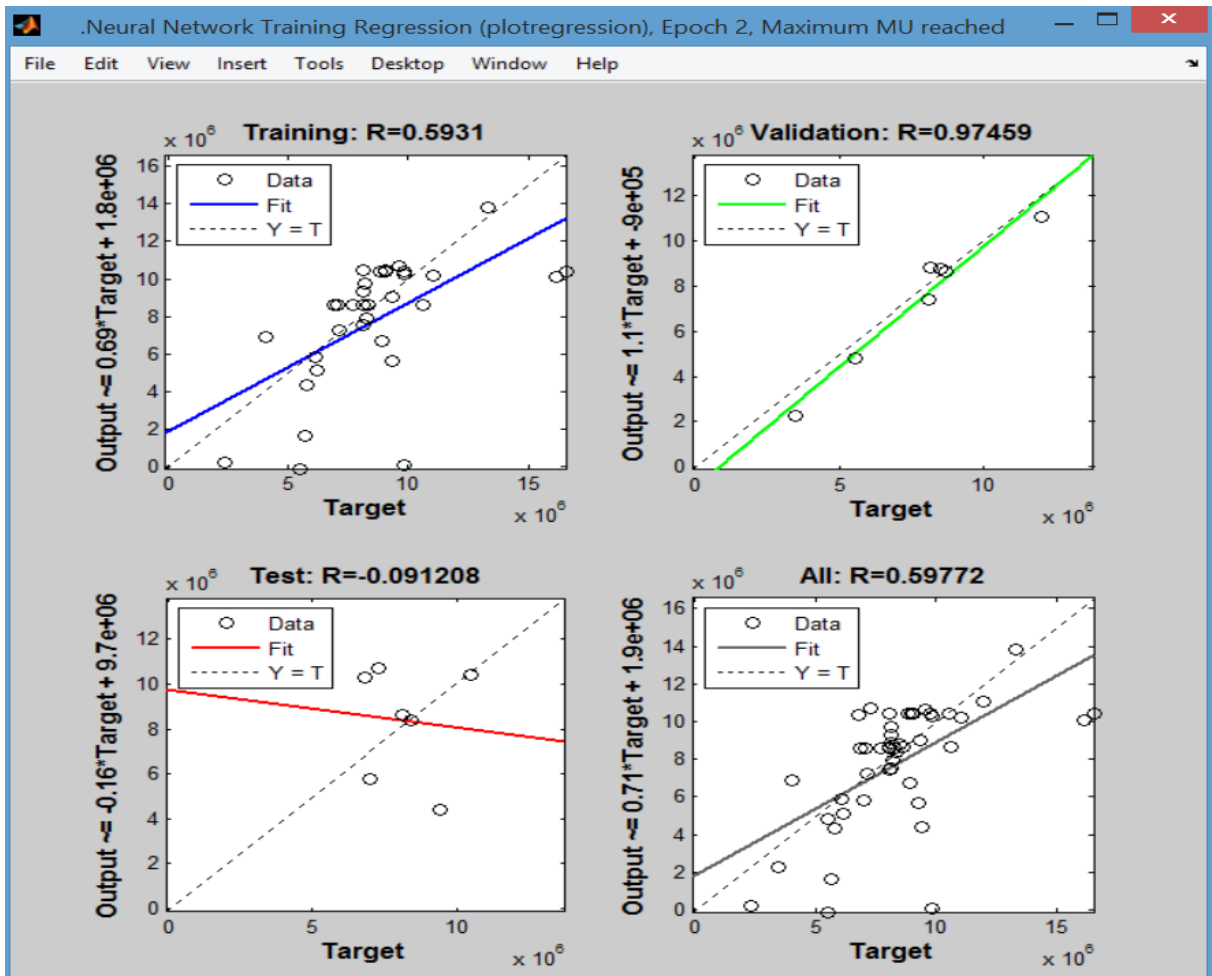 .Neural Network Training Regression (plotregression), Epoch 2, Maximum MU reached
File Edit View Insert Tools Desktop Window Help
x 10^6 Training: R=0.5931
Output ~= 0.69*Target + 1.8e+06
16
14
12
10
8
6
4
2
0
Data
Fit
Y = T
0 5 10 15
Target
x 10^6
x 10^6 Validation: R=0.97459
Output ~= 1.1*Target + -9e+05
12
10
8
6
4
2
0
Data
Fit
Y = T
0 5 10
Target
x 10^6
x 10^6 Test: R=-0.091208
Output ~= -0.16*Target + 9.7e+06
12
10
8
6
4
2
0
Data
Fit
Y = T
0 5 10
Target
x 10^6
x 10^6 All: R=0.59772
Output ~= 0.71*Target + 1.9e+06
16
14
12
10
8
6
4
2
0
Data
Fit
Y = T
0 5 10 15
Target
x 10^6